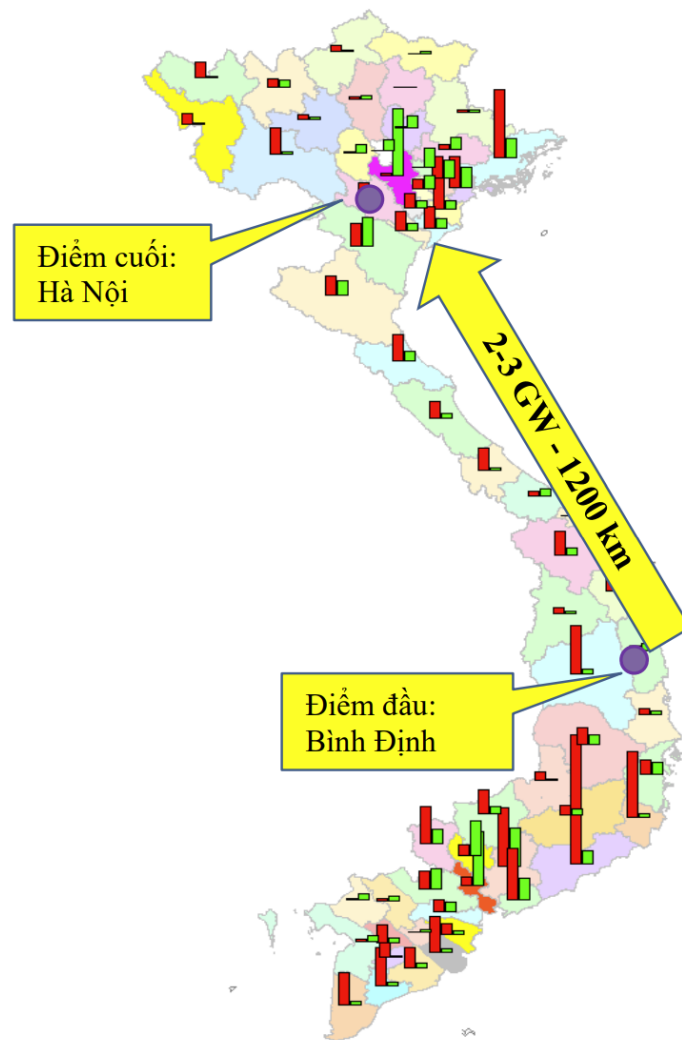 Điểm cuối:
Hà Nội
2-3 GW - 1200 km
Điểm đầu:
Bình Định